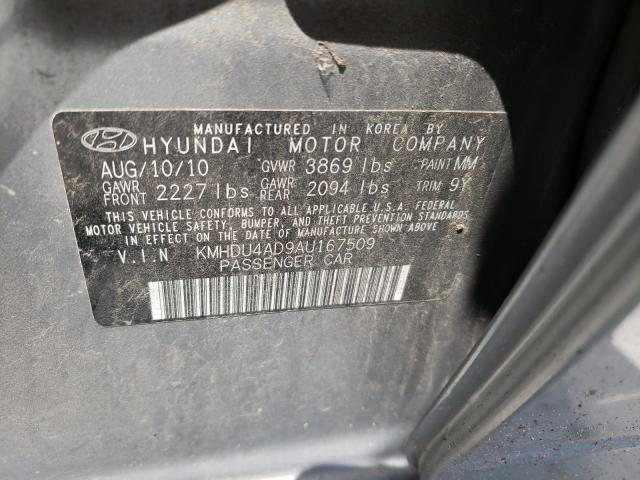 MANUFACTURED IN KOREA BY
HYUNDAI MOTOR COMPANY
AUG/10/10 GVWR 3869 lbs PAINT MM
GAWR FRONT 2227 lbs GAWR REAR 2094 lbs TRIM 9Y
THIS VEHICLE CONFORMS TO ALL APPLICABLE U.S.A. FEDERAL
MOTOR VEHICLE SAFETY, BUMPER, AND THEFT PREVENTION STANDARDS
IN EFFECT ON THE DATE OF MANUFACTURE SHOWN ABOVE.
V.I.N KMHDU4AD9AU167509
PASSENGER CAR